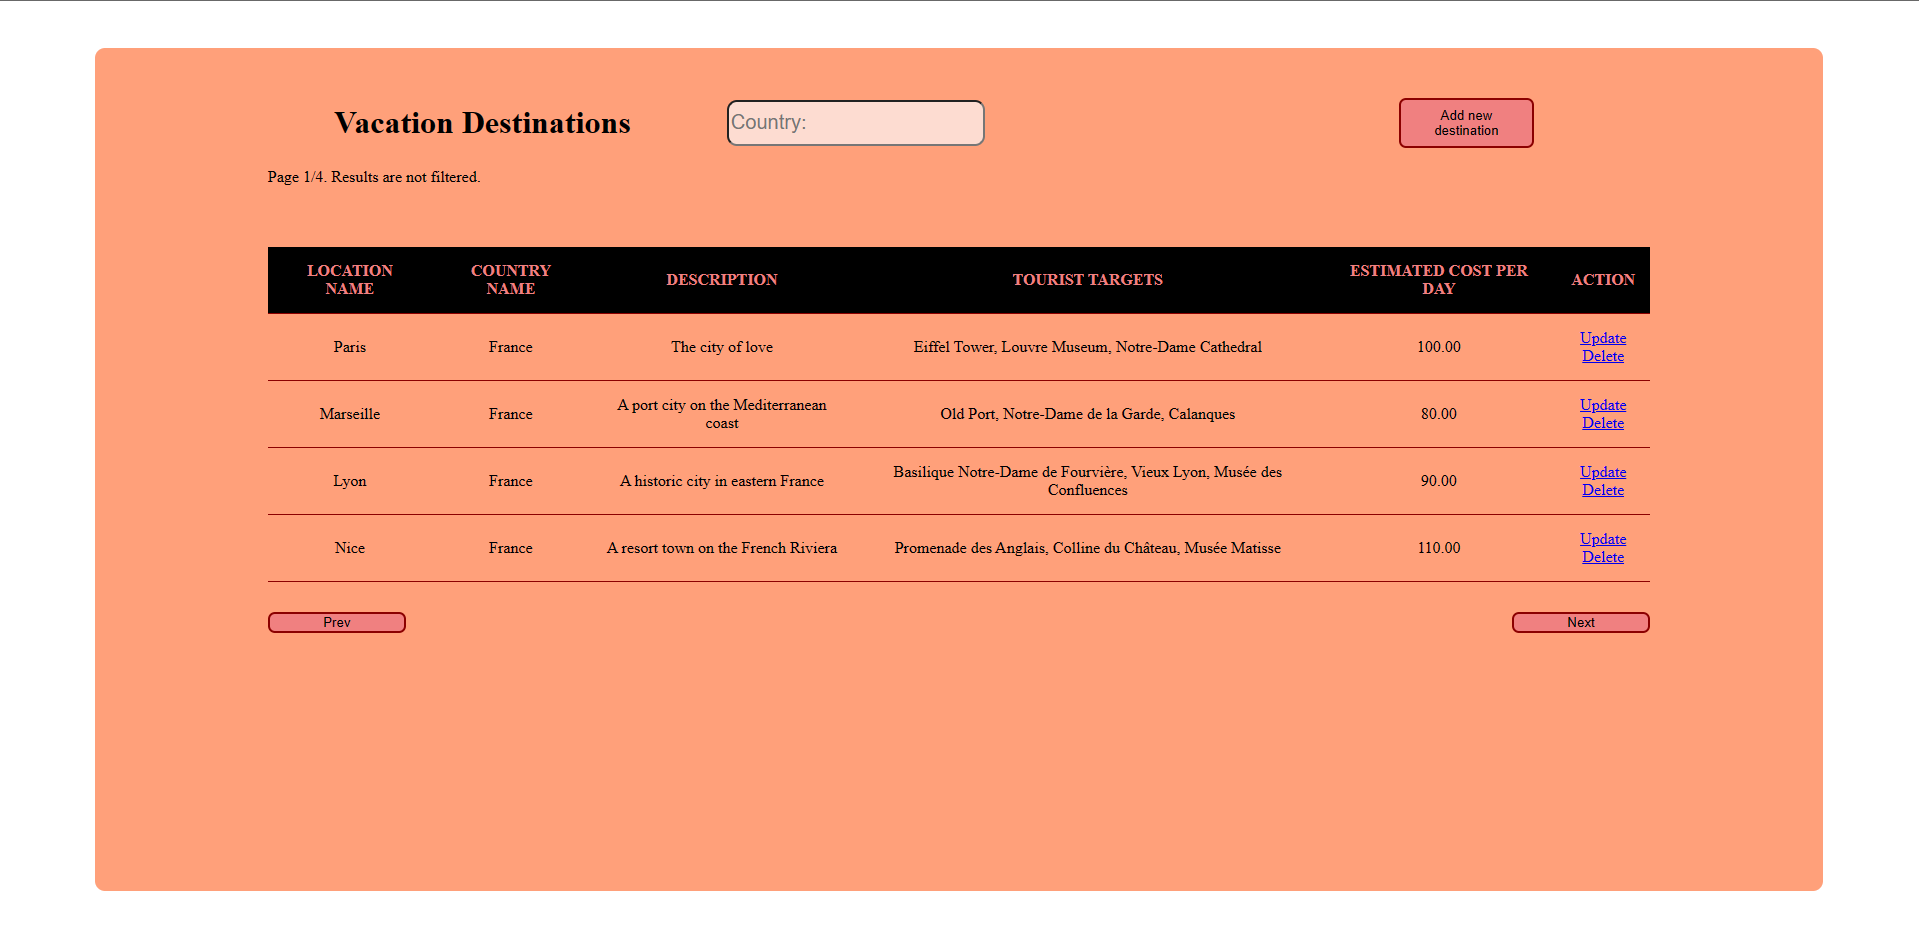 Vacation Destinations
Country:
Add new
destination
Page 1/4. Results are not filtered.
LOCATION
NAME
COUNTRY
NAME
DESCRIPTION
TOURIST TARGETS
ESTIMATED COST PER
DAY
ACTION
Paris
France
The city of love
Eiffel Tower, Louvre Museum, Notre-Dame Cathedral
100.00
Update
Delete
Marseille
France
A port city on the Mediterranean
coast
Old Port, Notre-Dame de la Garde, Calanques
80.00
Update
Delete
Lyon
France
A historic city in eastern France
Basilique Notre-Dame de Fourvière, Vieux Lyon, Musée des
Confluences
90.00
Update
Delete
Nice
France
A resort town on the French Riviera
Promenade des Anglais, Colline du Château, Musée Matisse
110.00
Update
Delete
Prev
Next